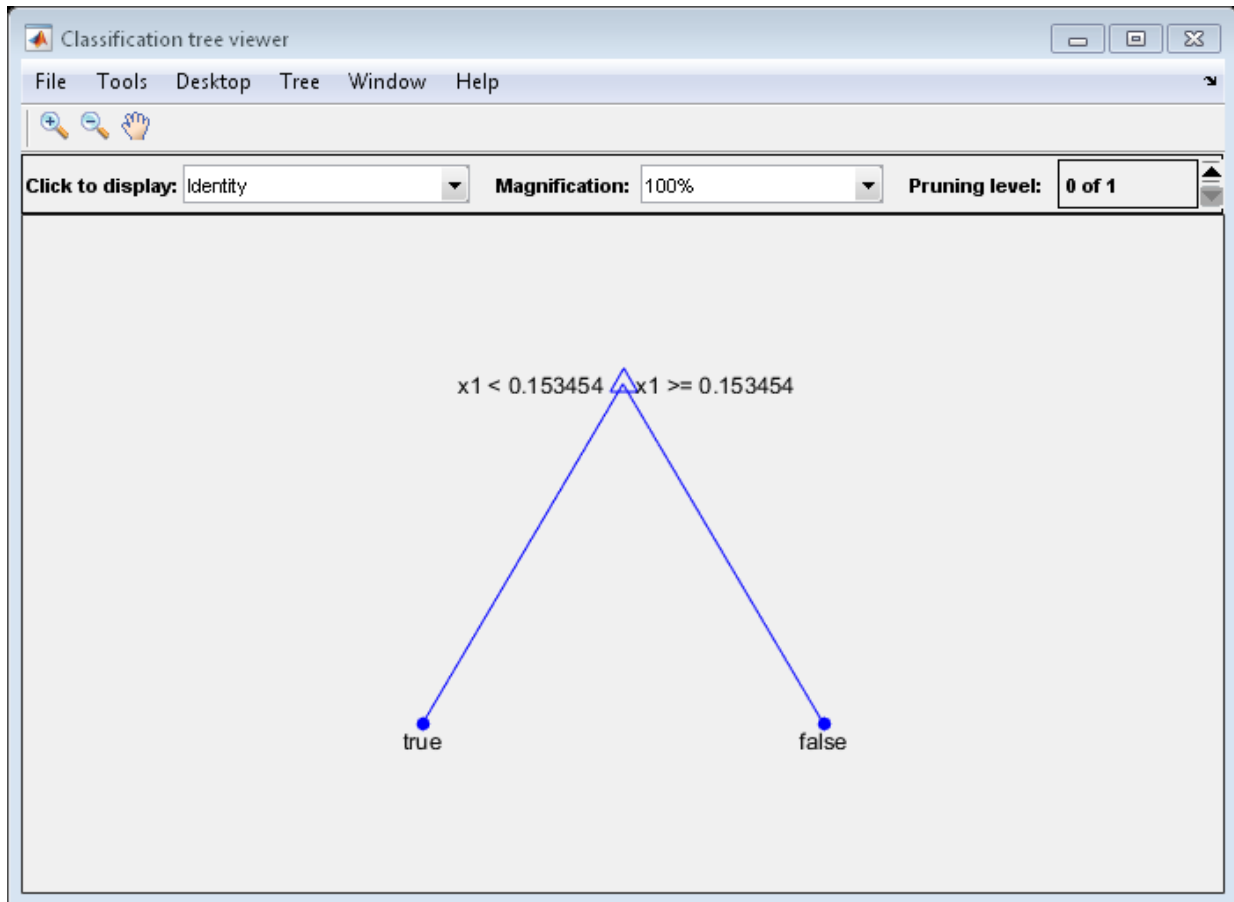 Classification tree viewer
File Tools Desktop Tree Window Help
Click to display: Identity Magnification: 100% Pruning level: 0 of 1
x1 < 0.153454 x1 >= 0.153454
true false